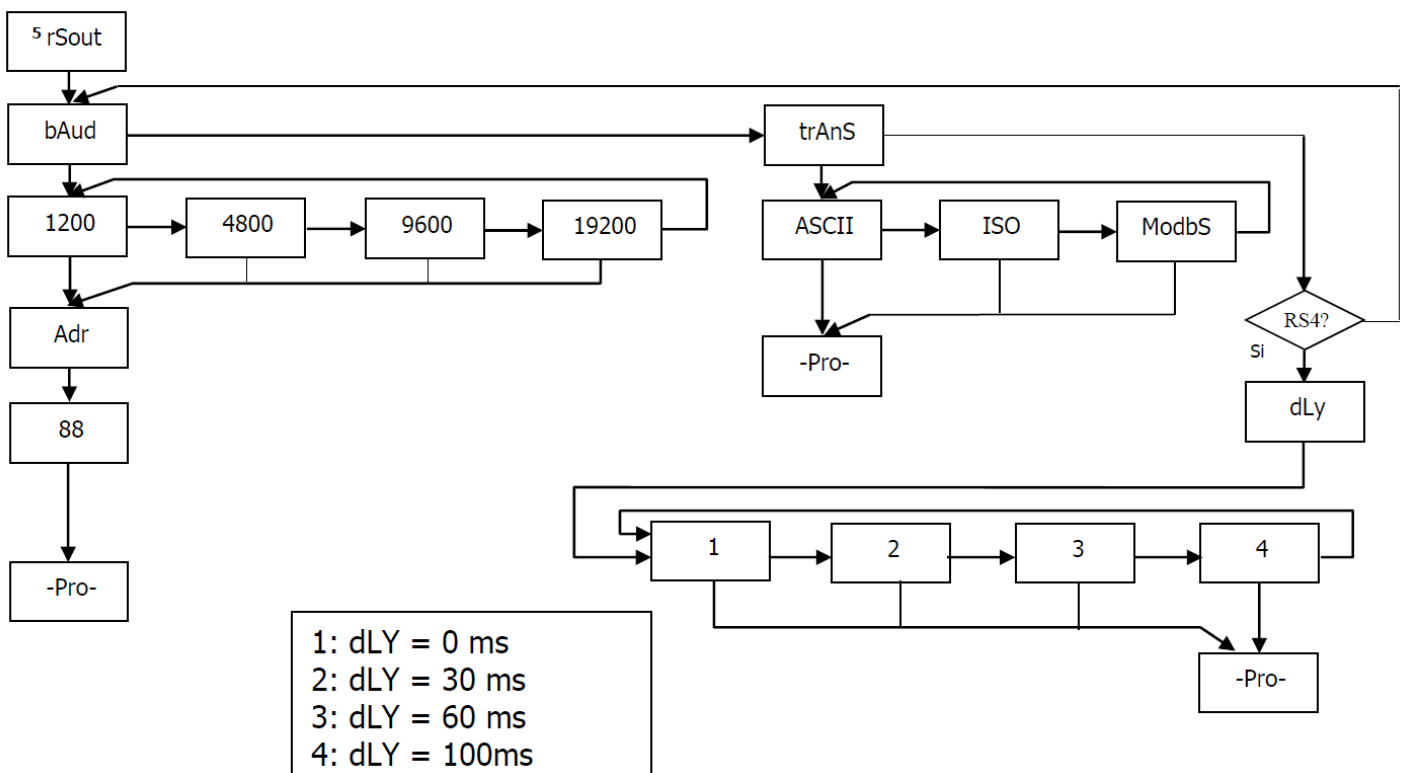 5 rSout
bAud
trAnS
1200
4800
9600
19200
ASCII
ISO
ModbS
Adr
-Pro-
RS4?
Si
88
dLy
1
2
3
4
-Pro-
-Pro-
1: dLY = 0 ms
2: dLY = 30 ms
3: dLY = 60 ms
4: dLY = 100ms